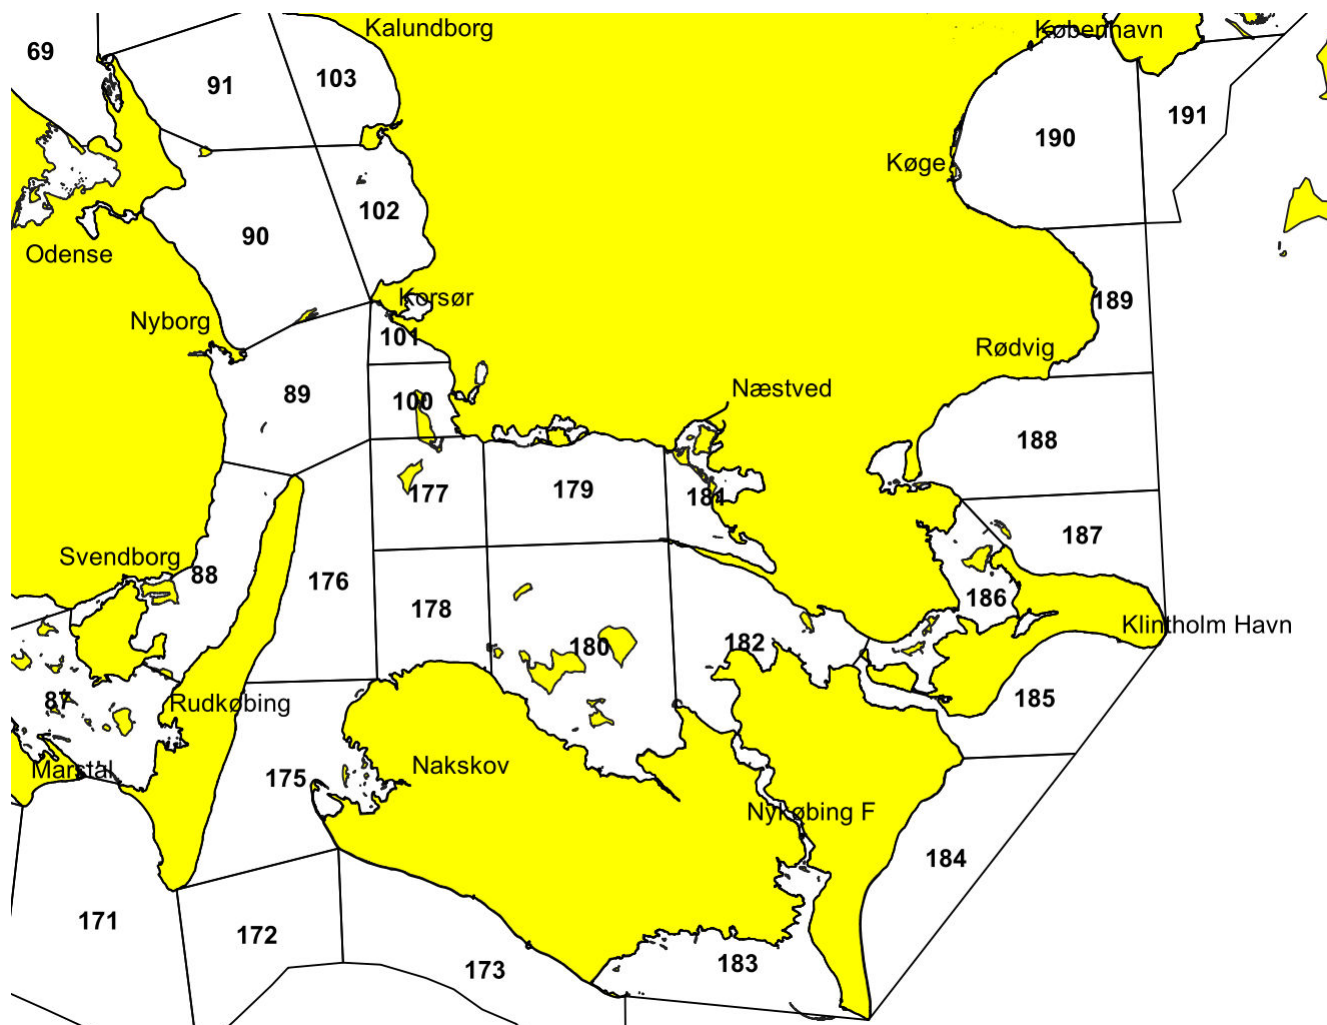 Kalundborg
København
69
91
103
191
190
Køge
102
90
Odense
Korsør
189
Nyborg
101
Rødvig
89
100
Næstved
188
177
179
181
187
Svendborg
88
176
178
186
180
182
Klintholm Havn
87
Rudkøbing
185
Marstal
175
Nakskov
Nykøbing F
184
171
172
173
183